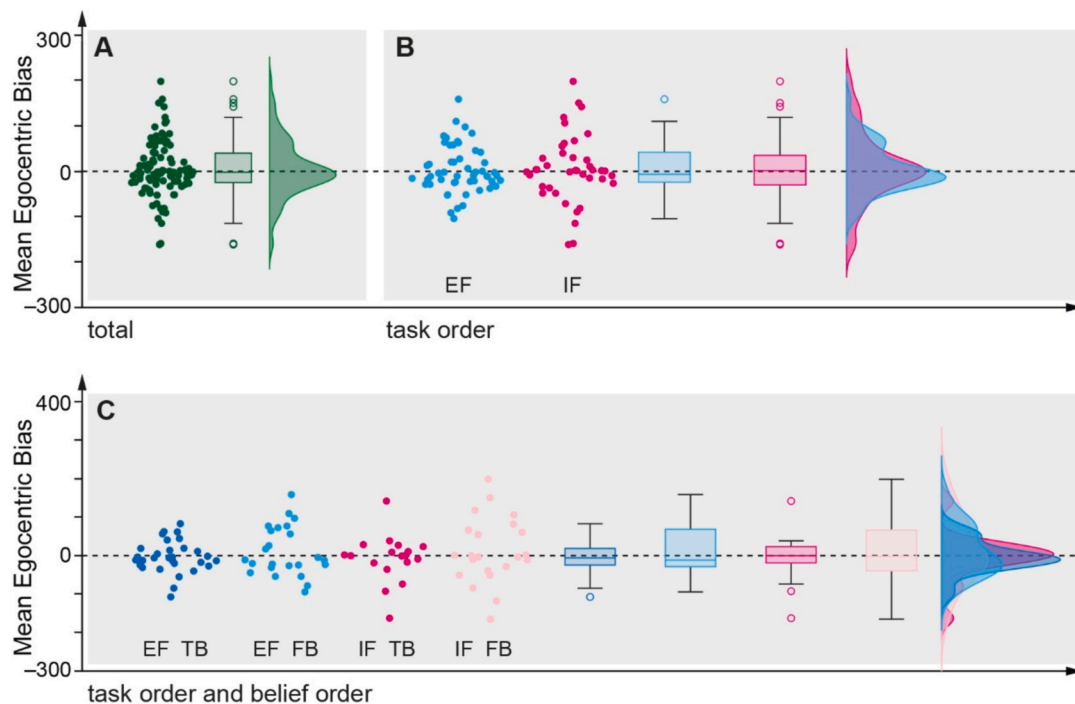 300
A
B
Mean Egocentric Bias
0
EF
IF
–300
total
task order
400
C
Mean Egocentric Bias
0
EF TB
EF FB
IF TB
IF FB
–300
task order and belief order